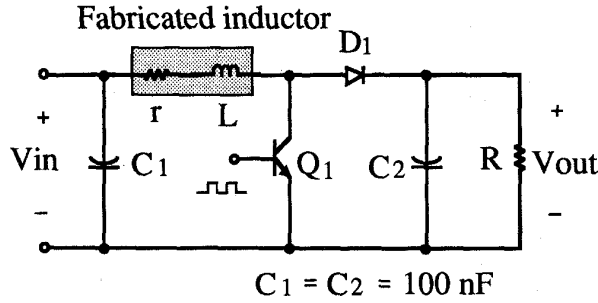 Fabricated inductor
D1
+
r
L
+
Vin
C1
Q1
C2
R
Vout
−
−
C1 = C2 = 100 nF